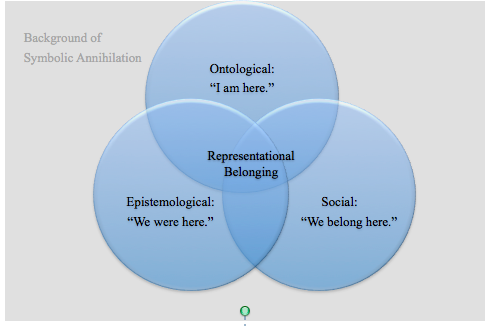 Background of
Symbolic Annihilation
Ontological:
“I am here.”
Representational
Belonging
Epistemological:
“We were here.”
Social:
“We belong here.”